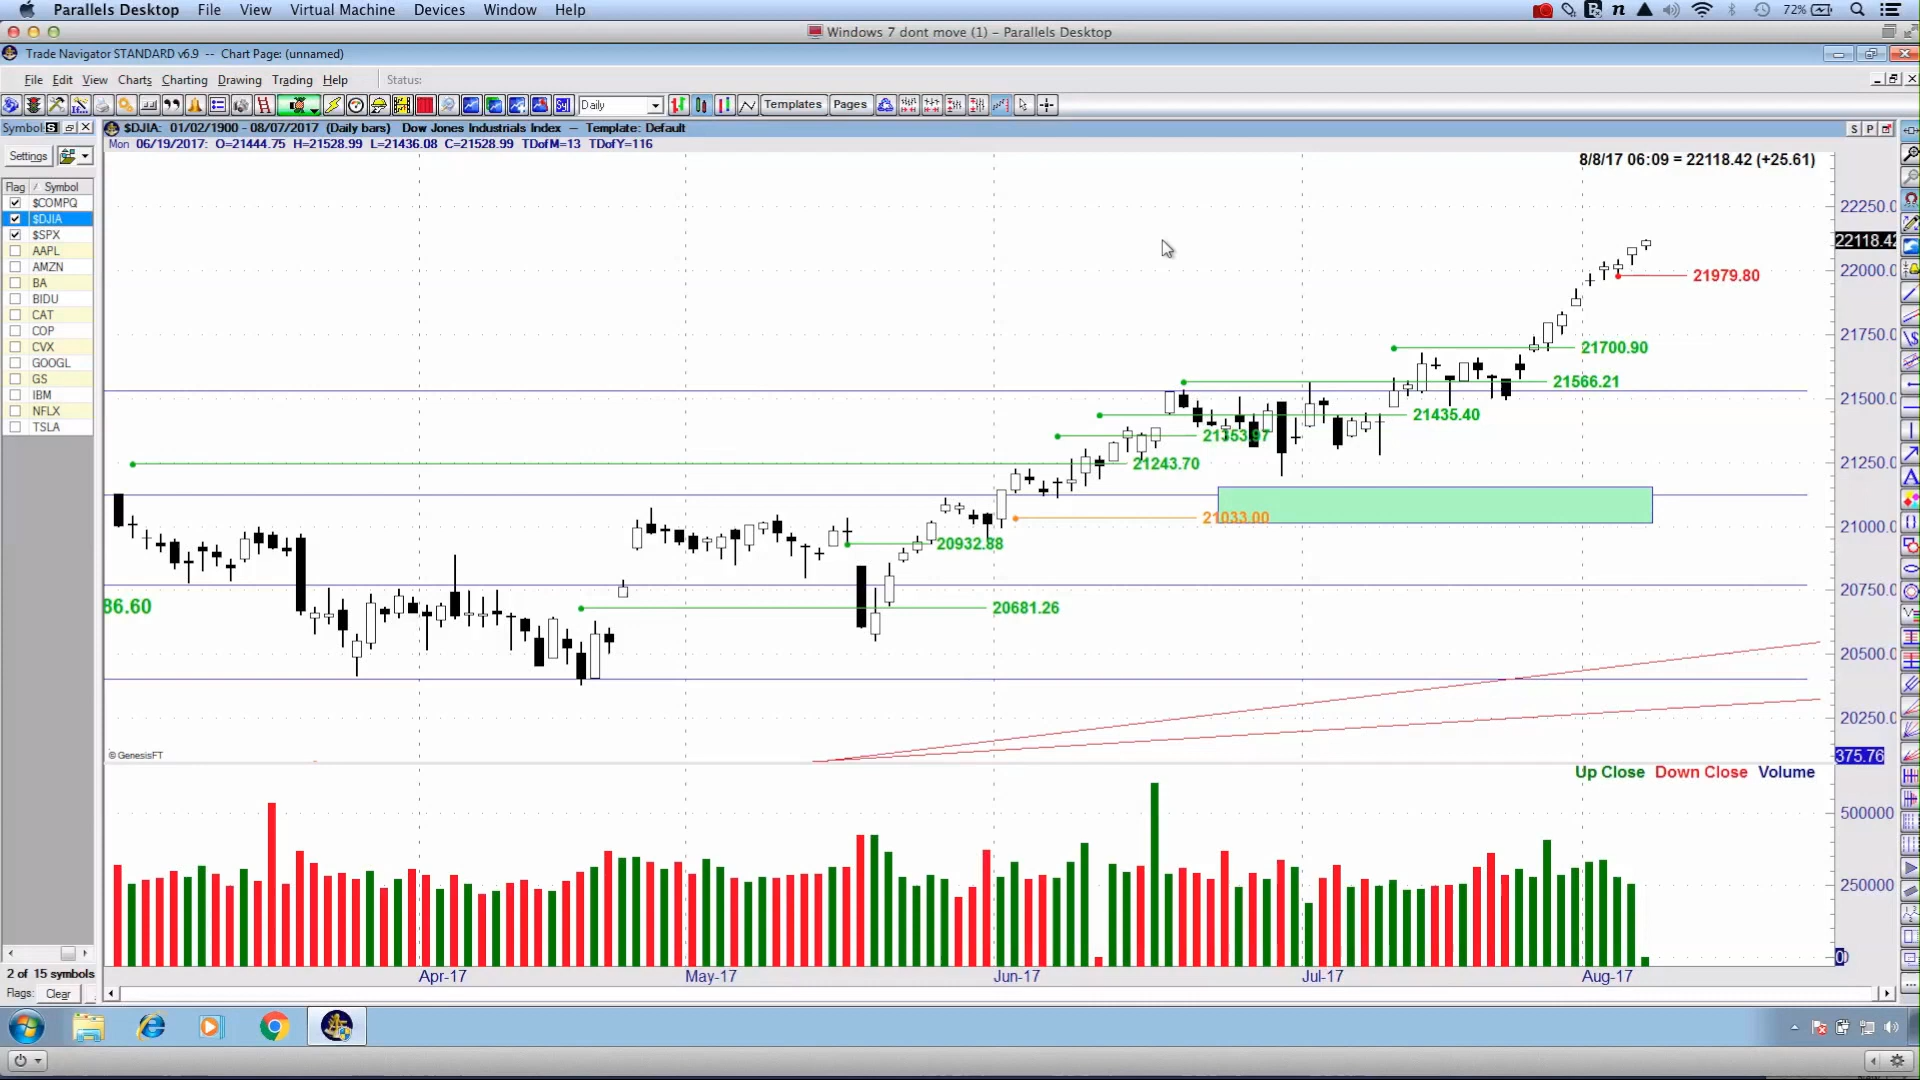 Parallels Desktop File View Virtual Machine Devices Window Help 72%
Windows 7 dont move (1) - Parallels Desktop
Trade Navigator STANDARD v6.9 -- Chart Page: (unnamed)
File Edit View Charts Charting Drawing Trading Help Status:
Daily Templates Pages
Symbol S $DJIA: 01/02/1900 - 08/07/2017 (Daily bars) Dow Jones Industrials Index – Template: Default S P
Mon 06/19/2017: O=21444.75 H=21528.99 L=21436.08 C=21528.99 TDofM=13 TDofY=116
Settings
8/8/17 06:09 = 22118.42 (+25.61)
Flag Symbol
$COMPQ
$DJIA
$SPX
AAPL
AMZN
BA
BIDU
CAT
COP
CVX
GOOGL
GS
IBM
NFLX
TSLA
22250.0
22118.42
22000.0
21979.80
21750.0
21700.90
21566.21
21500.0
21435.40
21353.97
21243.70
21250.0
21033.00
21000.0
20932.88
20750.0
86.60
20681.26
20500.0
20250.0
© GenesisFT
375.76
Up Close Down Close Volume
500000
250000
0
2 of 15 symbols
Apr-17 May-17 Jun-17 Jul-17 Aug-17
Flags: Clear